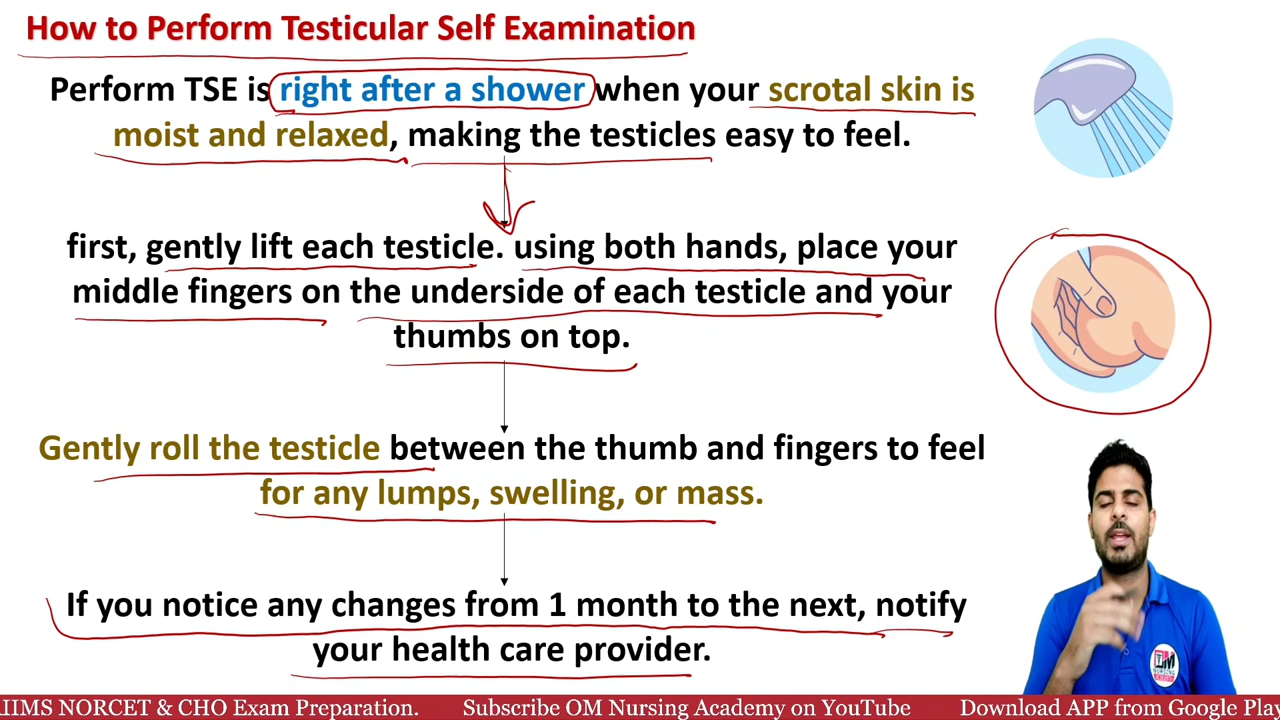 How to Perform Testicular Self Examination
Perform TSE is right after a shower when your scrotal skin is
moist and relaxed, making the testicles easy to feel.
first, gently lift each testicle. using both hands, place your
middle fingers on the underside of each testicle and your
thumbs on top.
Gently roll the testicle between the thumb and fingers to feel
for any lumps, swelling, or mass.
If you notice any changes from 1 month to the next, notify
your health care provider.
OM
NURSING
IIMS NORCET & CHO Exam Preparation. Subscribe OM Nursing Academy on YouTube Download APP from Google Play